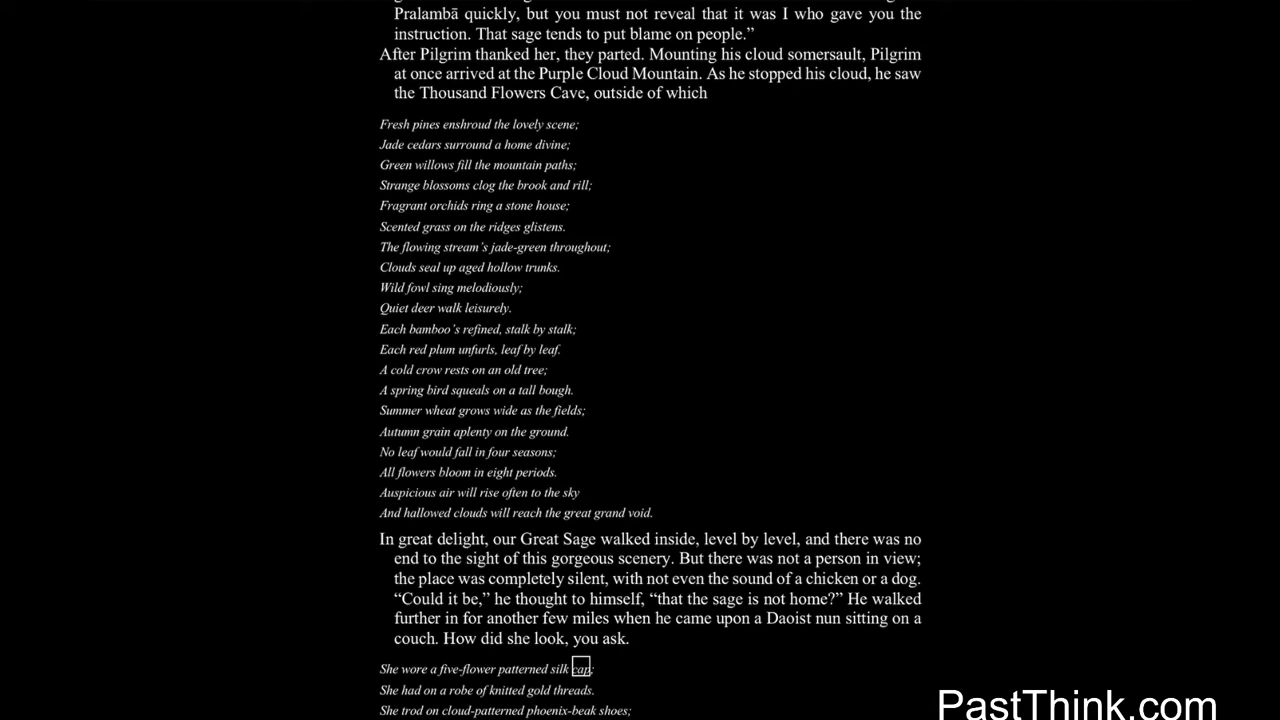 Pralambā quickly, but you must not reveal that it was I who gave you the
instruction. That sage tends to put blame on people.”
After Pilgrim thanked her, they parted. Mounting his cloud somersault, Pilgrim
at once arrived at the Purple Cloud Mountain. As he stopped his cloud, he saw
the Thousand Flowers Cave, outside of which
Fresh pines enshroud the lovely scene;
Jade cedars surround a home divine;
Green willows fill the mountain paths;
Strange blossoms clog the brook and rill;
Fragrant orchids ring a stone house;
Scented grass on the ridges glistens.
The flowing stream’s jade-green throughout;
Clouds seal up aged hollow trunks.
Wild fowl sing melodiously;
Quiet deer walk leisurely.
Each bamboo’s refined, stalk by stalk;
Each red plum unfurls, leaf by leaf.
A cold crow rests on an old tree;
A spring bird squeals on a tall bough.
Summer wheat grows wide as the fields;
Autumn grain aplenty on the ground.
No leaf would fall in four seasons;
All flowers bloom in eight periods.
Auspicious air will rise often to the sky
And hallowed clouds will reach the great grand void.
In great delight, our Great Sage walked inside, level by level, and there was no
end to the sight of this gorgeous scenery. But there was not a person in view;
the place was completely silent, with not even the sound of a chicken or a dog.
“Could it be,” he thought to himself, “that the sage is not home?” He walked
further in for another few miles when he came upon a Daoist nun sitting on a
couch. How did she look, you ask.
She wore a five-flower patterned silk cap;
She had on a robe of knitted gold threads.
She trod on cloud-patterned phoenix-beak shoes;
PastThink.com